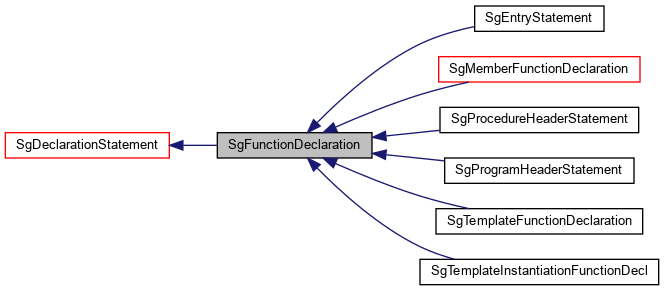 SgEntryStatement
SgMemberFunctionDeclaration
SgProcedureHeaderStatement
SgDeclarationStatement
SgFunctionDeclaration
SgProgramHeaderStatement
SgTemplateFunctionDeclaration
SgTemplateInstantiationFunctionDecl